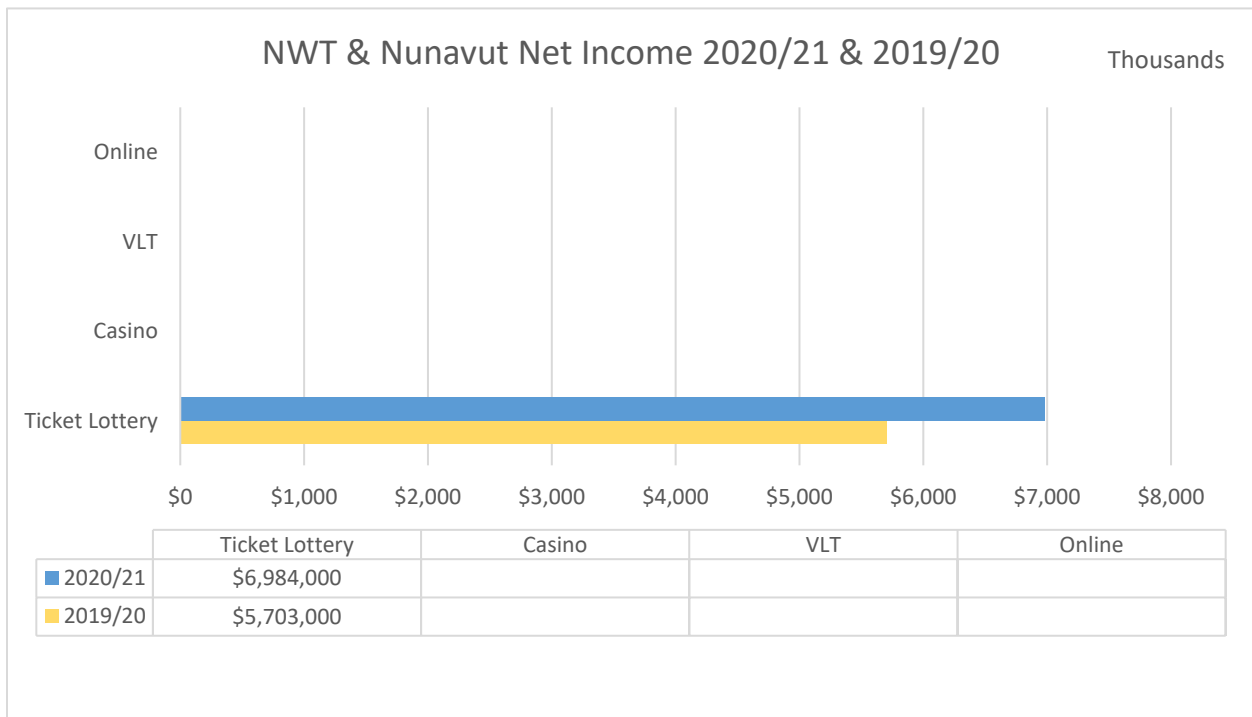 NWT & Nunavut Net Income 2020/21 & 2019/20
Thousands
Online
VLT
Casino
Ticket Lottery
$0 $1,000 $2,000 $3,000 $4,000 $5,000 $6,000 $7,000 $8,000
Ticket Lottery Casino VLT Online
2020/21 $6,984,000
2019/20 $5,703,000